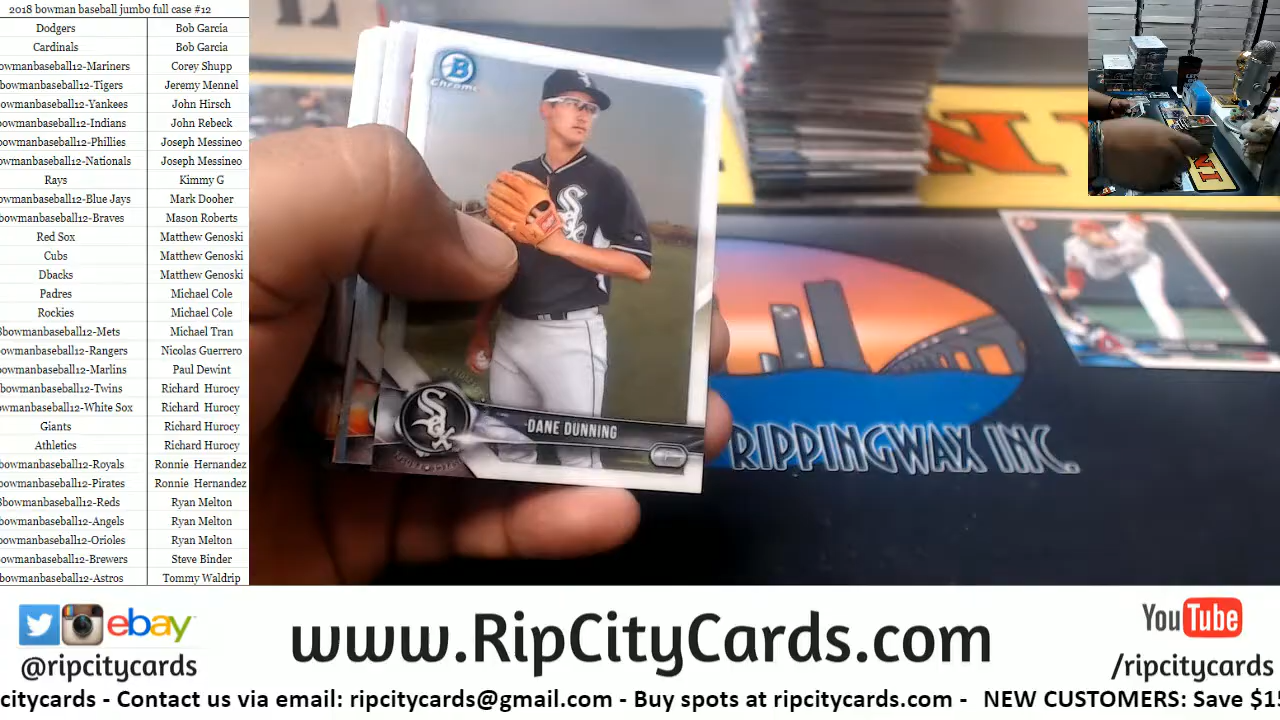 2018 bowman baseball jumbo full case #12
Dodgers Bob Garcia
Cardinals Bob Garcia
bowmanbaseball12-Mariners Corey Shupp
bowmanbaseball12-Tigers Jeremy Mennel
bowmanbaseball12-Yankees John Hirsch
bowmanbaseball12-Indians John Rebeck
bowmanbaseball12-Phillies Joseph Messineo
bowmanbaseball12-Nationals Joseph Messineo
Rays Kimmy G
bowmanbaseball12-Blue Jays Mark Dooher
bowmanbaseball12-Braves Mason Roberts
Red Sox Matthew Genoski
Cubs Matthew Genoski
Dbacks Matthew Genoski
Padres Michael Cole
Rockies Michael Cole
8bowmanbaseball12-Mets Michael Tran
bowmanbaseball12-Rangers Nicolas Guerrero
bowmanbaseball12-Marlins Paul Dewint
bowmanbaseball12-Twins Richard Hurocy
bowmanbaseball12-White Sox Richard Hurocy
Giants Richard Hurocy
Athletics Richard Hurocy
bowmanbaseball12-Royals Ronnie Hernandez
bowmanbaseball12-Pirates Ronnie Hernandez
8bowmanbaseball12-Reds Ryan Melton
bowmanbaseball12-Angels Ryan Melton
bowmanbaseball12-Orioles Ryan Melton
bowmanbaseball12-Brewers Steve Binder
bowmanbaseball12-Astros Tommy Waldrip
B
Chrome
Sox
Sox
DANE DUNNING
P
RIPPINGWAX INC.
ebay
@ripcitycards
www.RipCityCards.com
YouTube
/ripcitycards
citycards - Contact us via email: ripcitycards@gmail.com - Buy spots at ripcitycards.com - NEW CUSTOMERS: Save $15